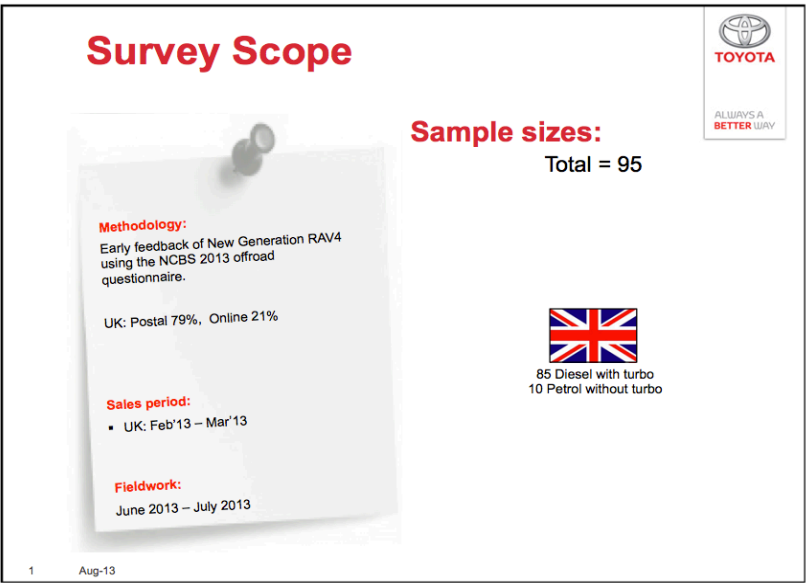 Survey Scope
TOYOTA
ALWAYS A
BETTER WAY
Sample sizes:
Total = 95
Methodology:
Early feedback of New Generation RAV4
using the NCBS 2013 offroad
questionnaire.
UK: Postal 79%, Online 21%
Sales period:
▪ UK: Feb'13 – Mar'13
Fieldwork:
June 2013 – July 2013
85 Diesel with turbo
10 Petrol without turbo
1 Aug-13